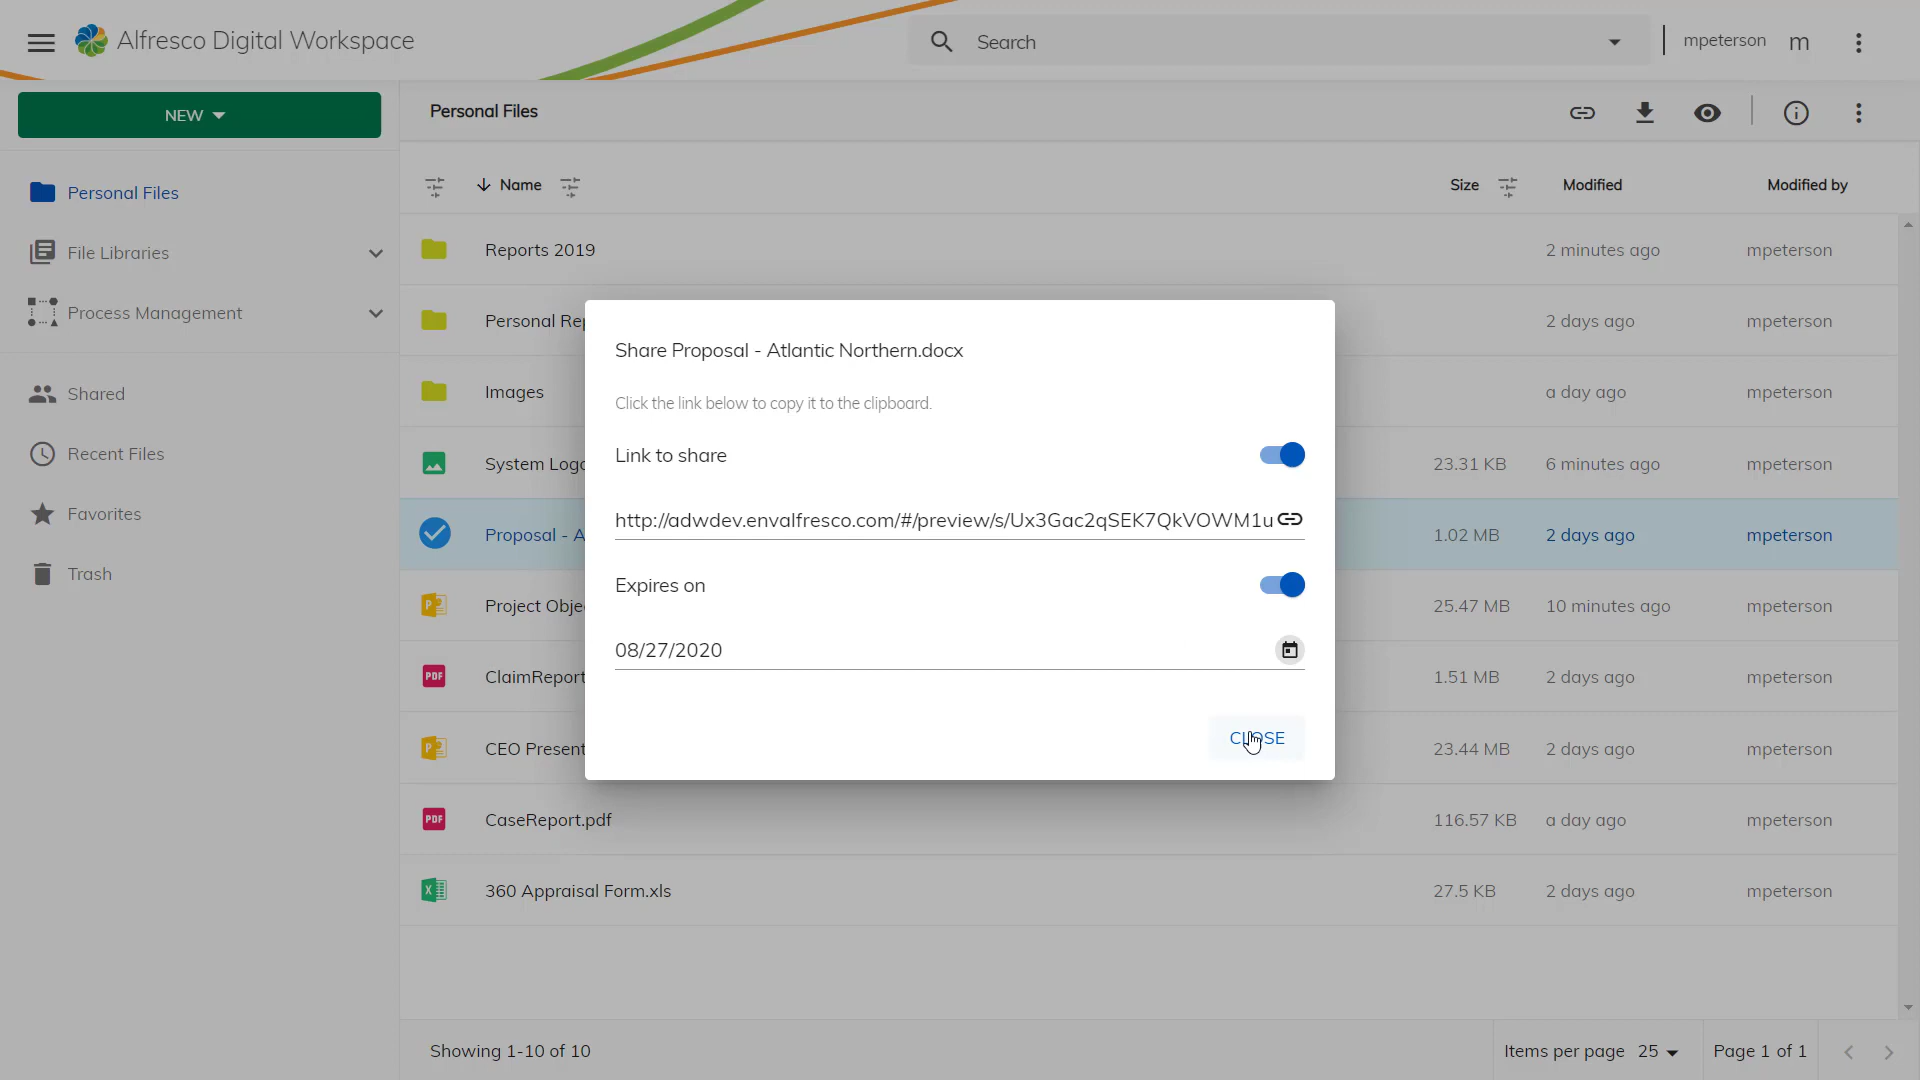 Alfresco Digital Workspace
Search
mpeterson m
NEW
Personal Files
Personal Files
File Libraries
Process Management
Shared
Recent Files
Favorites
Trash
Name Size Modified Modified by
Reports 2019 2 minutes ago mpeterson
Personal 2 days ago mpeterson
Images a day ago mpeterson
System 23.31 KB 6 minutes ago mpeterson
Proposal - 1.02 MB 2 days ago mpeterson
Project 25.47 MB 10 minutes ago mpeterson
ClaimReport 1.51 MB 2 days ago mpeterson
CEO 23.44 MB 2 days ago mpeterson
CaseReport.pdf 116.57 KB a day ago mpeterson
360 Appraisal Form.xls 27.5 KB 2 days ago mpeterson
Share Proposal - Atlantic Northern.docx
Click the link below to copy it to the clipboard.
Link to share
http://adwdev.envalfresco.com/#/preview/s/Ux3Gac2qSEK7QkVOWM1u
Expires on
08/27/2020
CLOSE
Showing 1-10 of 10
Items per page 25 Page 1 of 1